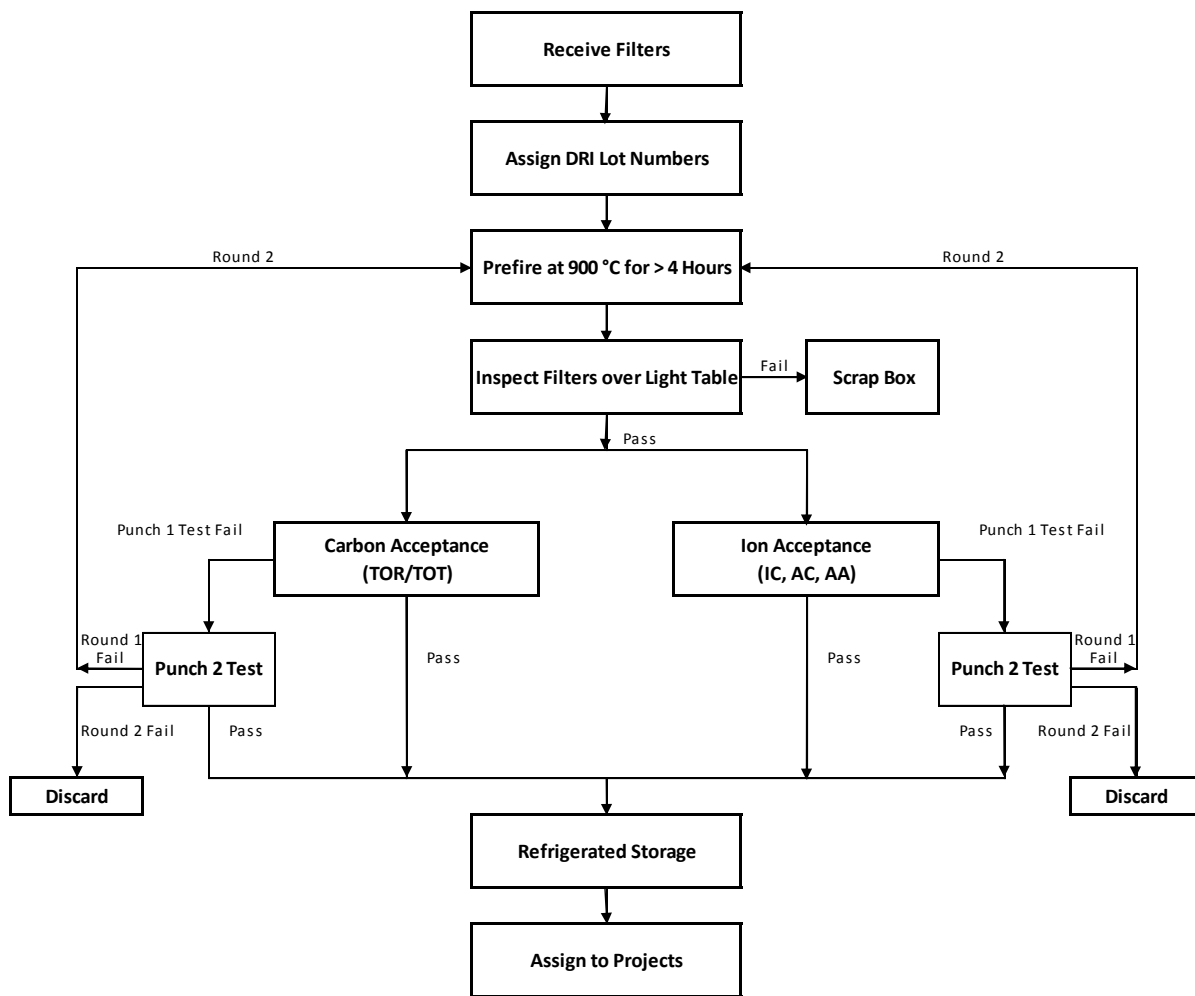 Receive Filters
Assign DRI Lot Numbers
Round 2
Prefire at 900 °C for > 4 Hours
Round 2
Inspect Filters over Light Table
Fail
Scrap Box
Pass
Punch 1 Test Fail
Carbon Acceptance
(TOR/TOT)
Ion Acceptance
(IC, AC, AA)
Punch 1 Test Fail
Round 1
Fail
Punch 2 Test
Pass
Pass
Punch 2 Test
Round 1
Fail
Round 2 Fail
Pass
Pass
Round 2 Fail
Discard
Discard
Refrigerated Storage
Assign to Projects